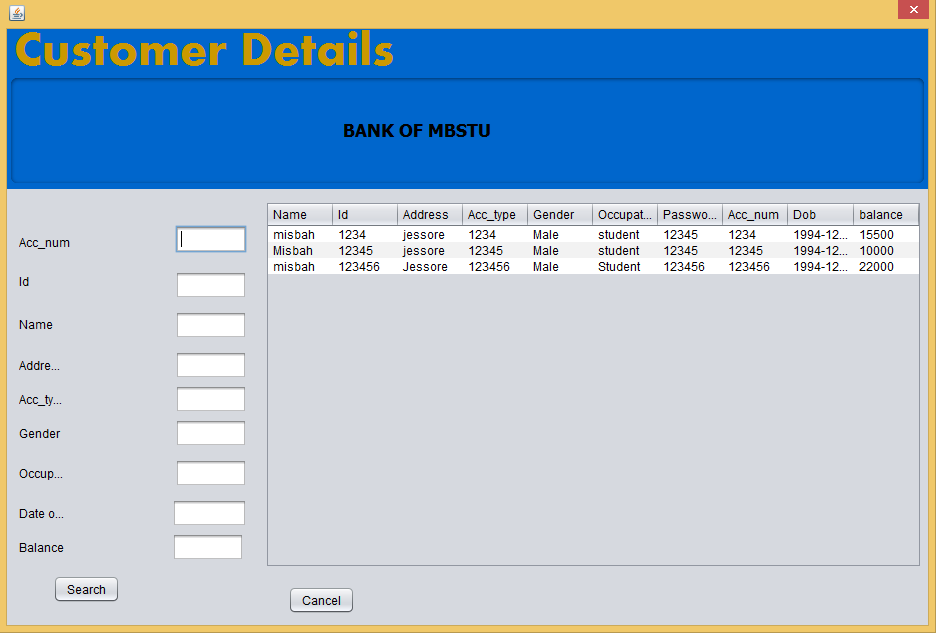 Customer Details
BANK OF MBSTU
Acc_num
Id
Name
Addre...
Acc_ty...
Gender
Occup...
Date o...
Balance
Search
Name Id Address Acc_type Gender Occupat... Passwo... Acc_num Dob balance
misbah 1234 jessore 1234 Male student 12345 1234 1994-12... 15500
Misbah 12345 jessore 12345 Male student 12345 12345 1994-12... 10000
misbah 123456 Jessore 123456 Male Student 123456 123456 1994-12... 22000
Cancel